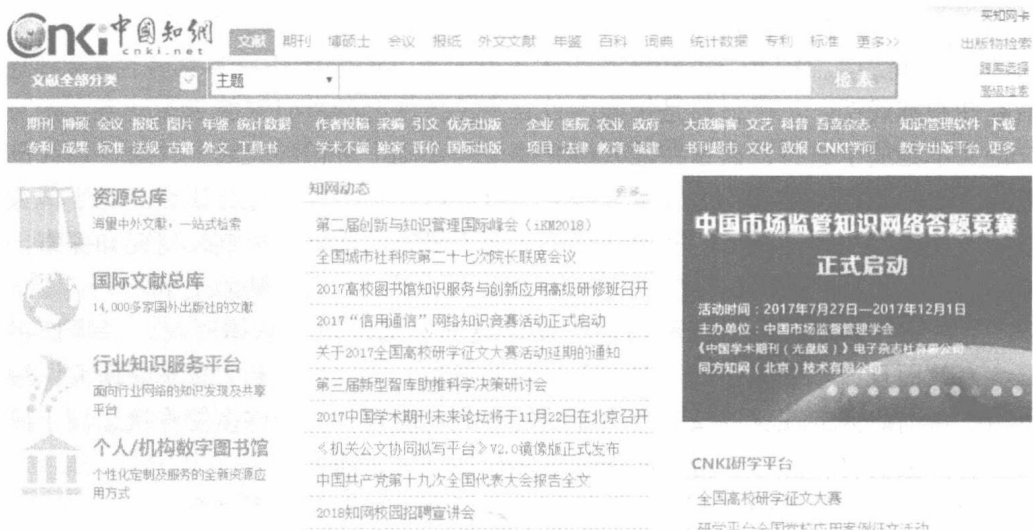 Cnki 中国知网
cnki.net
文献 期刊 博硕士 会议 报纸 外文文献 年鉴 百科 词典 统计数据 专利 标准 更多>>
买知网卡
出版物检索
文献全部分类
主题
检索
跨库选择
高级检索
期刊 博硕 会议 报纸 图片 年鉴 统计数据 作者投稿 采编 引文 优先出版 企业 医院 农业 政府 大成编客 文艺 科普 吾喜杂志 知识管理软件 下载
专利 成果 标准 法规 古籍 外文 工具书 学术不端 独家 评价 国际出版 项目 法律 教育 城建 书刊超市 文化 政报 CNKI学问 数字出版平台 更多
资源总库
海量中外文献，一站式检索
国际文献总库
14,000多家国外出版社的文献
行业知识服务平台
面向行业网络的知识发现及共享
平台
个人/机构数字图书馆
个性化定制及服务的全新资源应
用方式
知网动态
更多...
第二届创新与知识管理国际峰会（iKM2018）
全国城市社科院第二十七次院长联席会议
2017高校图书馆知识服务与创新应用高级研修班召开
2017“信用通信”网络知识竞赛活动正式启动
关于2017全国高校研学征文大赛活动延期的通知
第三届新型智库助推科学决策研讨会
2017中国学术期刊未来论坛将于11月22日在北京召开
《机关公文协同拟写平台》V2.0镜像版正式发布
中国共产党第十九次全国代表大会报告全文
2018知网校园招聘宣讲会
中国市场监管知识网络答题竞赛
正式启动
活动时间：2017年7月27日—2017年12月1日
主办单位：中国市场监督管理学会
《中国学术期刊（光盘版）》电子杂志社有限公司
同方知网（北京）技术有限公司
CNKI研学平台
全国高校研学征文大赛
研学平台全国高校应用案例征文活动